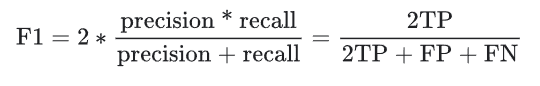 F1 = 2 * precision * recall / precision + recall = 2TP / 2TP + FP + FN